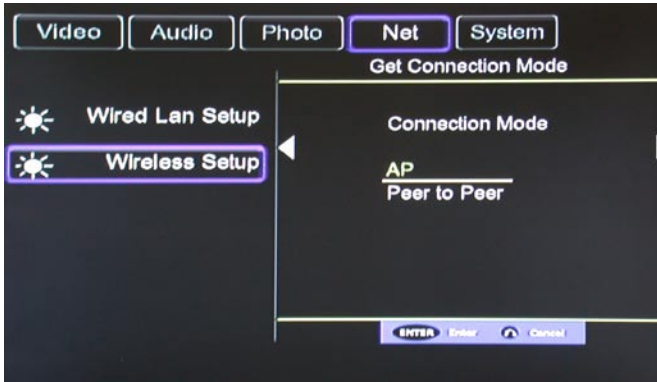 Video Audio Photo Net System
Get Connection Mode
Wired Lan Setup
Wireless Setup
Connection Mode
AP
Peer to Peer
ENTER Enter Cancel